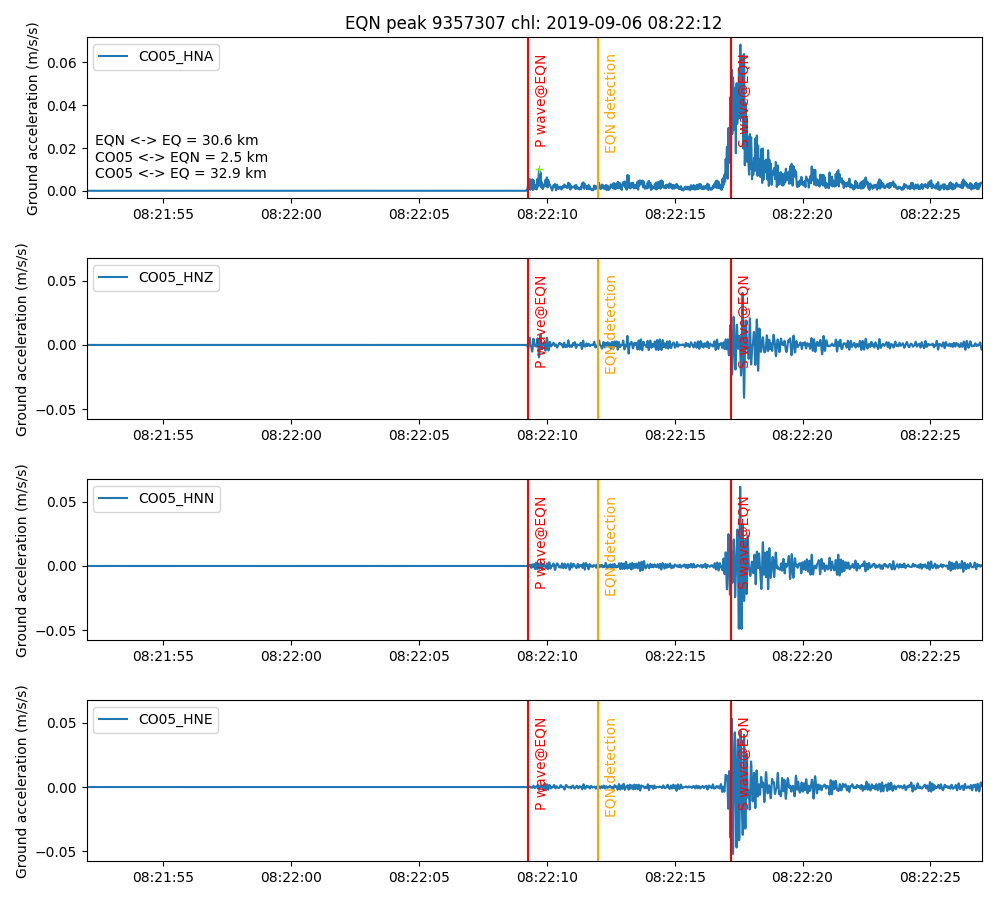 EQN peak 9357307 chl: 2019-09-06 08:22:12
Ground acceleration (m/s/s)
0.06
0.04
0.02
0.00
CO05_HNA
EQN <-> EQ = 30.6 km
CO05 <-> EQN = 2.5 km
CO05 <-> EQ = 32.9 km
P wave@EQN
EQN detection
S wave@EQN
08:21:55 08:22:00 08:22:05 08:22:10 08:22:15 08:22:20 08:22:25
Ground acceleration (m/s/s)
0.05
0.00
−0.05
CO05_HNZ
P wave@EQN
EQN detection
S wave@EQN
08:21:55 08:22:00 08:22:05 08:22:10 08:22:15 08:22:20 08:22:25
Ground acceleration (m/s/s)
0.05
0.00
−0.05
CO05_HNN
P wave@EQN
EQN detection
S wave@EQN
08:21:55 08:22:00 08:22:05 08:22:10 08:22:15 08:22:20 08:22:25
Ground acceleration (m/s/s)
0.05
0.00
−0.05
CO05_HNE
P wave@EQN
EQN detection
S wave@EQN
08:21:55 08:22:00 08:22:05 08:22:10 08:22:15 08:22:20 08:22:25